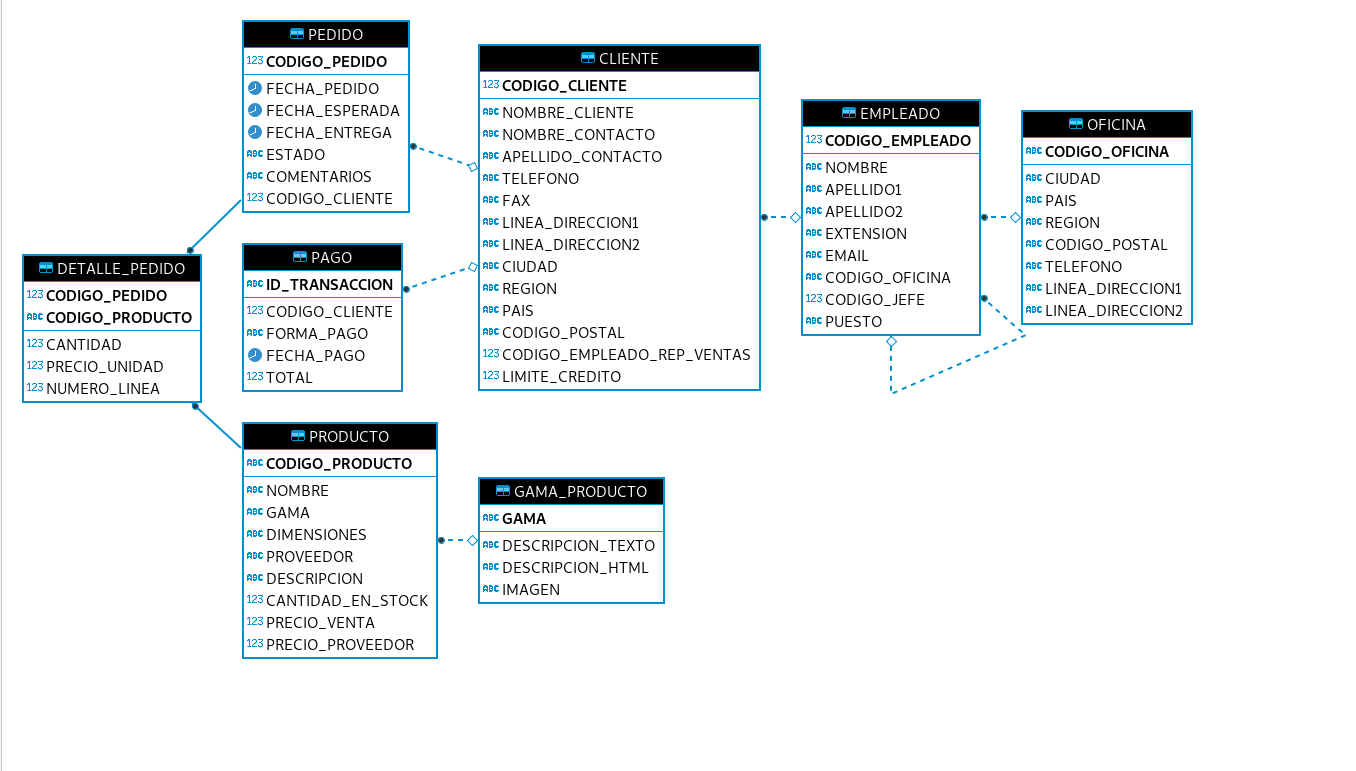 PEDIDO
123 CODIGO_PEDIDO
FECHA_PEDIDO
FECHA_ESPERADA
FECHA_ENTREGA
ABC ESTADO
ABC COMENTARIOS
123 CODIGO_CLIENTE
CLIENTE
123 CODIGO_CLIENTE
ABC NOMBRE_CLIENTE
ABC NOMBRE_CONTACTO
ABC APELLIDO_CONTACTO
ABC TELEFONO
ABC FAX
ABC LINEA_DIRECCION1
ABC LINEA_DIRECCION2
ABC CIUDAD
ABC REGION
ABC PAIS
ABC CODIGO_POSTAL
123 CODIGO_EMPLEADO_REP_VENTAS
123 LIMITE_CREDITO
EMPLEADO
123 CODIGO_EMPLEADO
ABC NOMBRE
ABC APELLIDO1
ABC APELLIDO2
ABC EXTENSION
ABC EMAIL
ABC CODIGO_OFICINA
123 CODIGO_JEFE
ABC PUESTO
OFICINA
ABC CODIGO_OFICINA
ABC CIUDAD
ABC PAIS
ABC REGION
ABC CODIGO_POSTAL
ABC TELEFONO
ABC LINEA_DIRECCION1
ABC LINEA_DIRECCION2
DETALLE_PEDIDO
123 CODIGO_PEDIDO
ABC CODIGO_PRODUCTO
123 CANTIDAD
123 PRECIO_UNIDAD
123 NUMERO_LINEA
PAGO
ABC ID_TRANSACCION
123 CODIGO_CLIENTE
ABC FORMA_PAGO
FECHA_PAGO
123 TOTAL
PRODUCTO
ABC CODIGO_PRODUCTO
ABC NOMBRE
ABC GAMA
ABC DIMENSIONES
ABC PROVEEDOR
ABC DESCRIPCION
123 CANTIDAD_EN_STOCK
123 PRECIO_VENTA
123 PRECIO_PROVEEDOR
GAMA_PRODUCTO
ABC GAMA
ABC DESCRIPCION_TEXTO
ABC DESCRIPCION_HTML
ABC IMAGEN